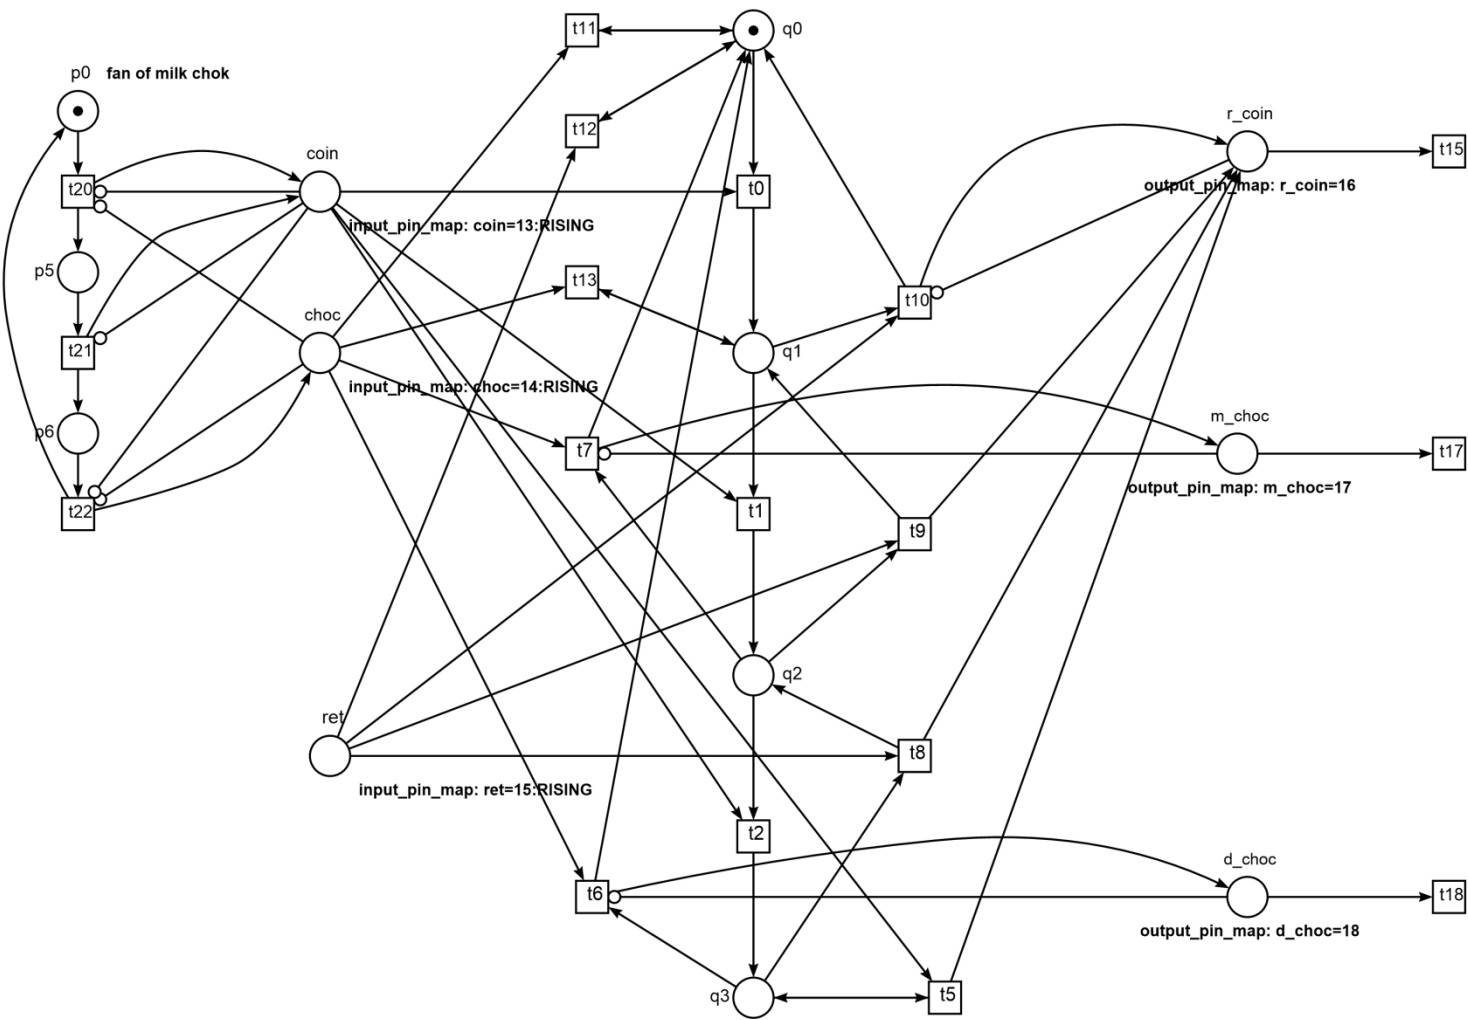 t11
q0
p0 fan of milk chok
t12
r_coin
t15
coin
t20
t0
output_pin_map: r_coin=16
input_pin_map: coin=13:RISING
p5
t13
t10
choc
t21
q1
input_pin_map: choc=14:RISING
m_choc
p6
t7
t17
output_pin_map: m_choc=17
t22
t1
t9
q2
ret
t8
input_pin_map: ret=15:RISING
t2
d_choc
t6
t18
output_pin_map: d_choc=18
q3
t5